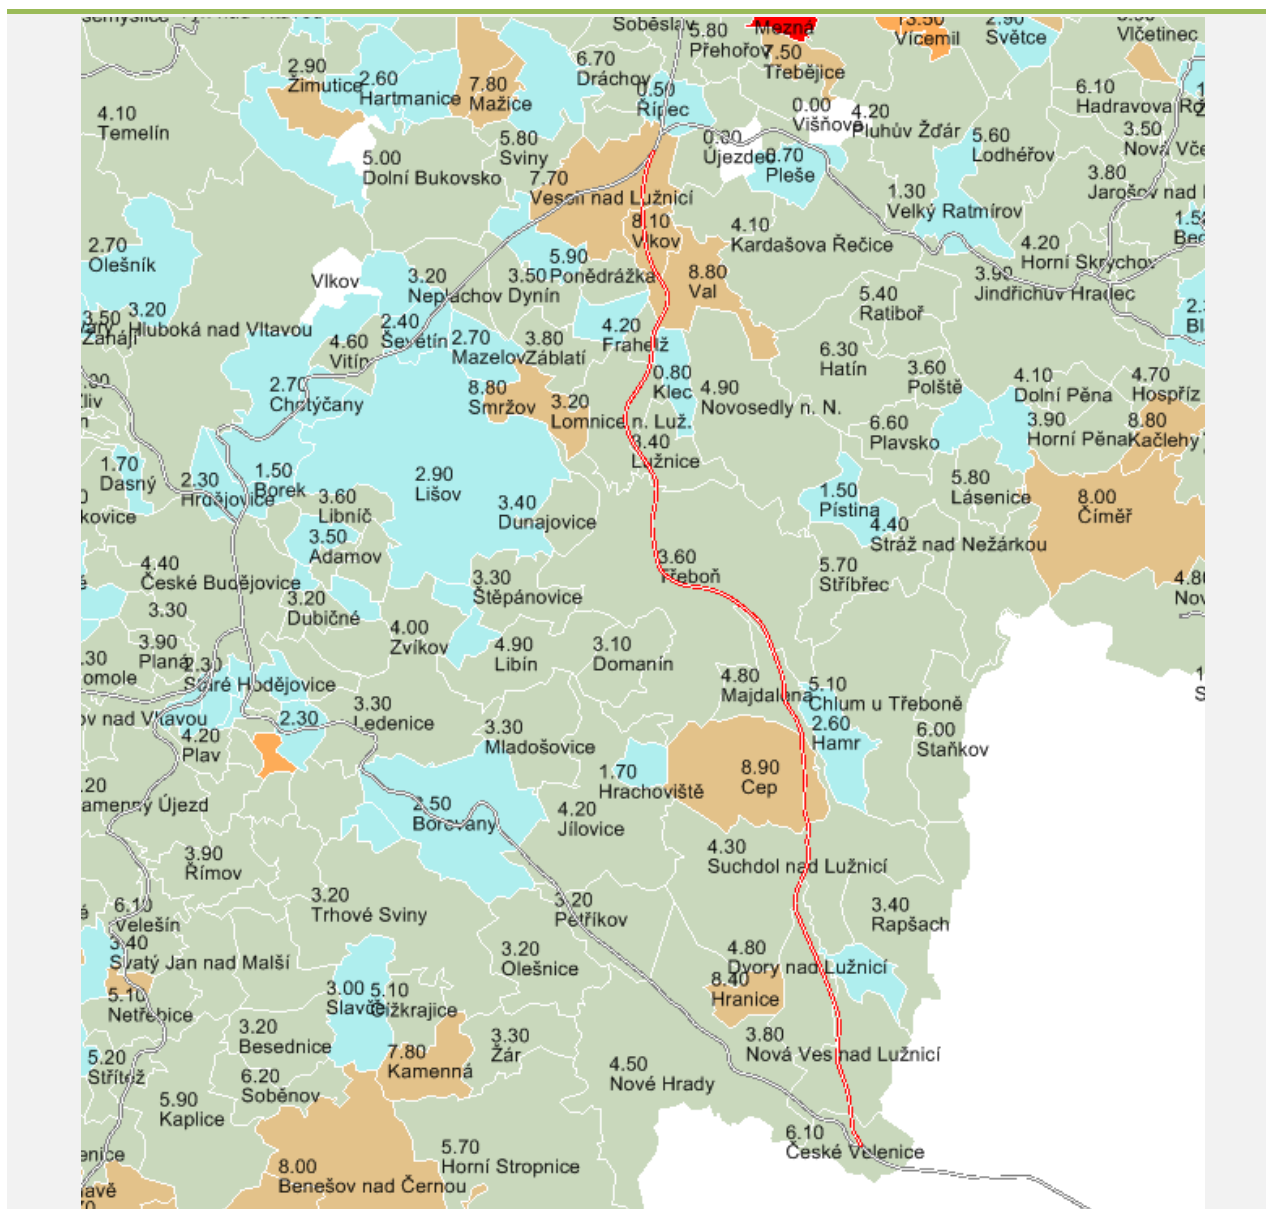 Soběslav
5.80
Přehořov
Mezná
7.50
Třebějice
13.50
Vícemil
2.90
Světce
Vlčetinec
2.90
Zimutice
2.60
Hartmanice
7.80
Mažice
6.70
Dráchov
0.50
Řípec
0.00
Višňová
4.20
Pluhův Žďár
6.10
Hadravova
4.10
Temelín
5.80
Sviny
5.00
Dolní Bukovsko
0.00
Újezdec
0.70
Pleše
5.60
Lodhéřov
3.50
3.80
7.70
Veselí nad Lužnicí
1.30
Velký Ratmírov
8.10
Vlkov
4.10
Kardašova Řečice
4.20
Horní Skrychov
2.70
Olešník
Vlkov
3.20
Neplachov
3.50
Dynín
5.90
Ponědrážka
8.80
Val
3.90
Jindřichův Hradec
3.20
Hluboká nad Vltavou
3.50
Zahájí
5.40
Ratiboř
2.40
Ševětín
4.60
Vitín
2.70
Mazelov
3.80
Záblatí
4.20
Frahelž
6.30
Hatín
2.70
Chotýčany
8.80
Smržov
3.20
Lomnice n. Luž.
0.80
Klec
4.90
Novosedly n. N.
3.60
Polště
4.10
Dolní Pěna
4.70
Hospříz
6.60
Plavsko
3.90
Horní Pěna
8.80
Kačlehy
3.40
Lužnice
1.70
Dasný
2.30
Hrdějovice
1.50
Borek
2.90
Lišov
3.60
Libníč
3.40
Dunajovice
1.50
Pístina
5.80
Lásenice
8.00
Číměř
3.50
Adamov
4.40
Stráž nad Nežárkou
4.40
České Budějovice
3.60
Třeboň
5.70
Stříbřec
3.30
Štěpánovice
3.20
Dubičné
3.30
4.00
Zvíkov
4.90
Libín
3.10
Domanín
3.90
Planá
2.30
Staré Hodějovice
4.80
Majdalena
5.10
Chlum u Třeboně
2.30
3.30
Ledenice
4.20
Plav
3.30
Mladošovice
2.60
Hamr
6.00
Staňkov
1.70
Hrachoviště
8.90
Cep
2.50
Borovany
4.20
Jílovice
3.90
Římov
4.30
Suchdol nad Lužnicí
3.20
Trhové Sviny
3.20
Petříkov
3.40
Rapšach
6.10
Velešín
3.40
Svatý Jan nad Malší
3.20
Olešnice
4.80
Dvory nad Lužnicí
8.40
Hranice
5.10
Netřebice
3.00
Slavče
5.10
Čížkrajice
3.20
Besednice
3.30
Žár
3.80
Nová Ves nad Lužnicí
5.20
Střítež
7.80
Kamenná
6.20
Soběnov
4.50
Nové Hrady
5.90
Kaplice
6.10
České Velenice
5.70
Horní Stropnice
8.00
Benešov nad Černou